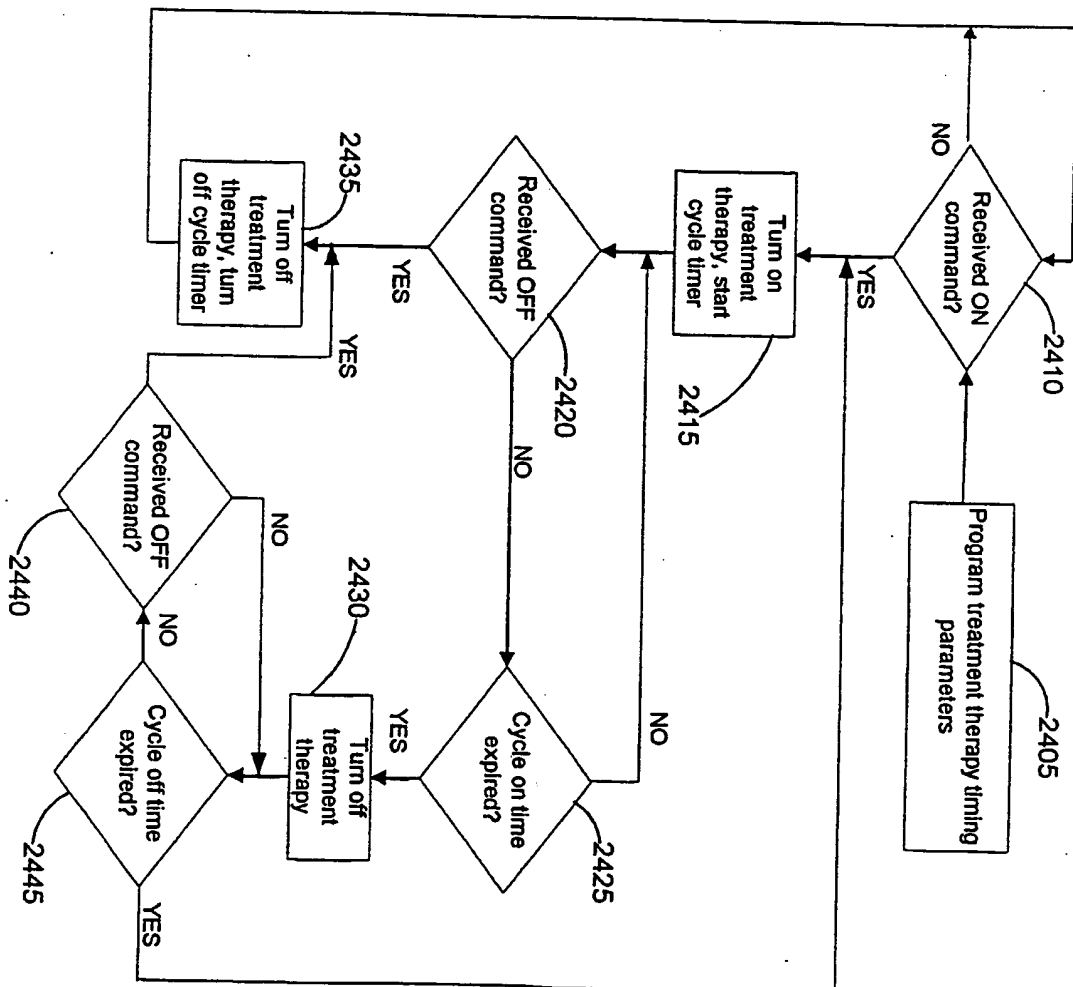 Program treatment therapy timing
parameters
2405
Received ON
command?
2410
NO
YES
Turn on
treatment
therapy, start
cycle timer
2415
Received OFF
command?
2420
NO
YES
Cycle on time
expired?
2425
NO
YES
Turn off
treatment
therapy
2430
Turn off
treatment
therapy, turn
off cycle timer
2435
Cycle off time
expired?
2445
YES
NO
Received OFF
command?
2440
NO
YES